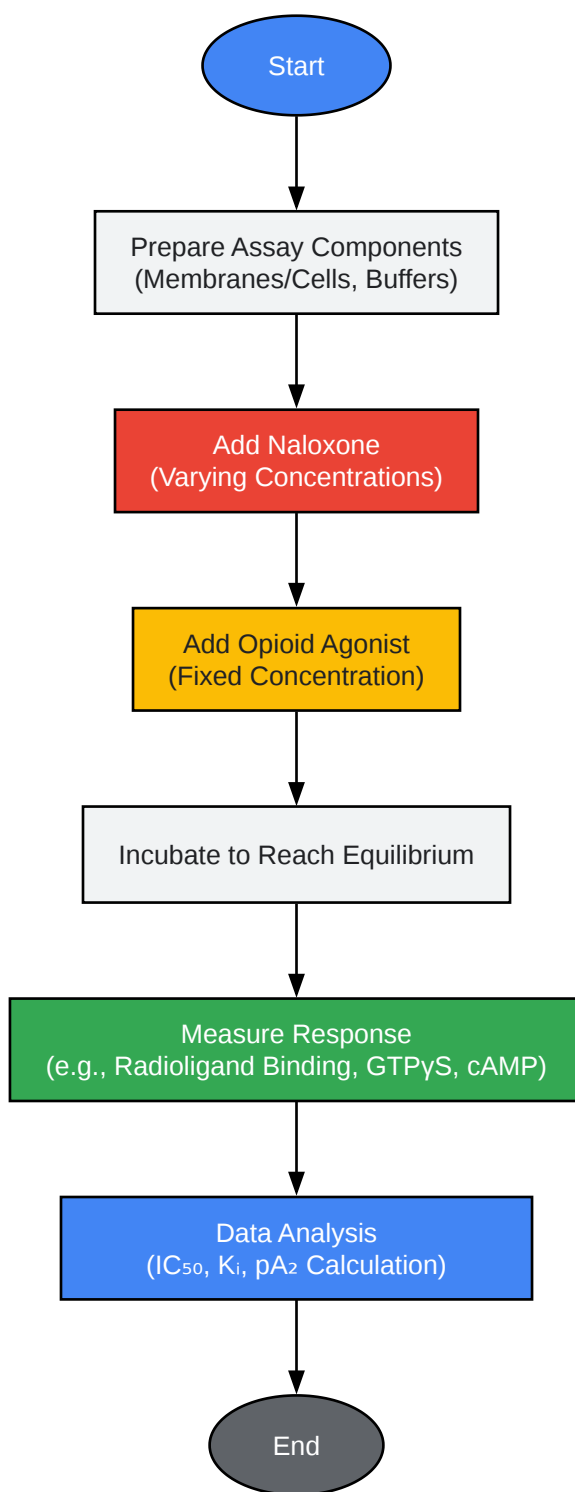 Start
Prepare Assay Components
(Membranes/Cells, Buffers)
Add Naloxone
(Varying Concentrations)
Add Opioid Agonist
(Fixed Concentration)
Incubate to Reach Equilibrium
Measure Response
(e.g., Radioligand Binding, GTPγS, cAMP)
Data Analysis
(IC₅₀, Kᵢ, pA₂ Calculation)
End